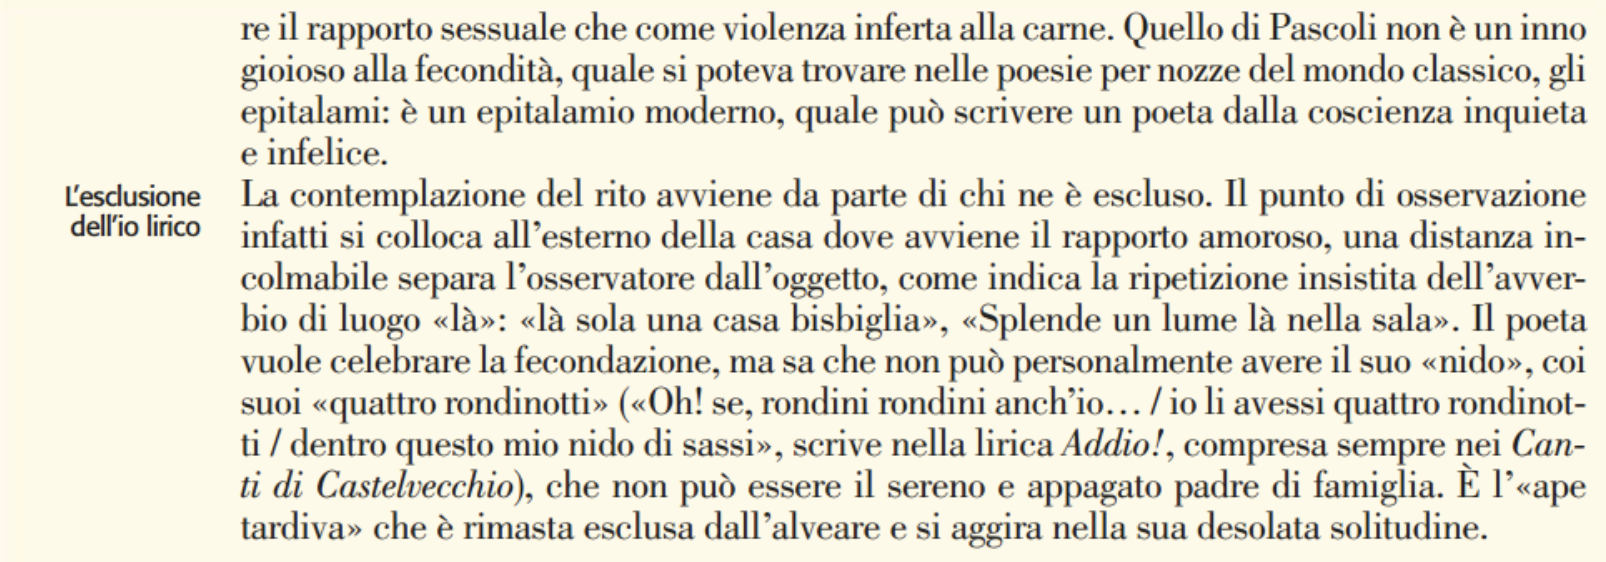 re il rapporto sessuale che come violenza inferta alla carne. Quello di Pascoli non è un inno
gioioso alla fecondità, quale si poteva trovare nelle poesie per nozze del mondo classico, gli
epitalami: è un epitalamio moderno, quale può scrivere un poeta dalla coscienza inquieta
e infelice.
L'esclusione
dell'io lirico
La contemplazione del rito avviene da parte di chi ne è escluso. Il punto di osservazione
infatti si colloca all'esterno della casa dove avviene il rapporto amoroso, una distanza in-
colmabile separa l'osservatore dall'oggetto, come indica la ripetizione insistita dell'avver-
bio di luogo «là»: «là sola una casa bisbiglia», «Splende un lume là nella sala». Il poeta
vuole celebrare la fecondazione, ma sa che non può personalmente avere il suo «nido», coi
suoi «quattro rondinotti» («Oh! se, rondini rondini anch'io… / io li avessi quattro rondinot-
ti / dentro questo mio nido di sassi», scrive nella lirica Addio!, compresa sempre nei Can-
ti di Castelvecchio), che non può essere il sereno e appagato padre di famiglia. È l'«ape
tardiva» che è rimasta esclusa dall'alveare e si aggira nella sua desolata solitudine.